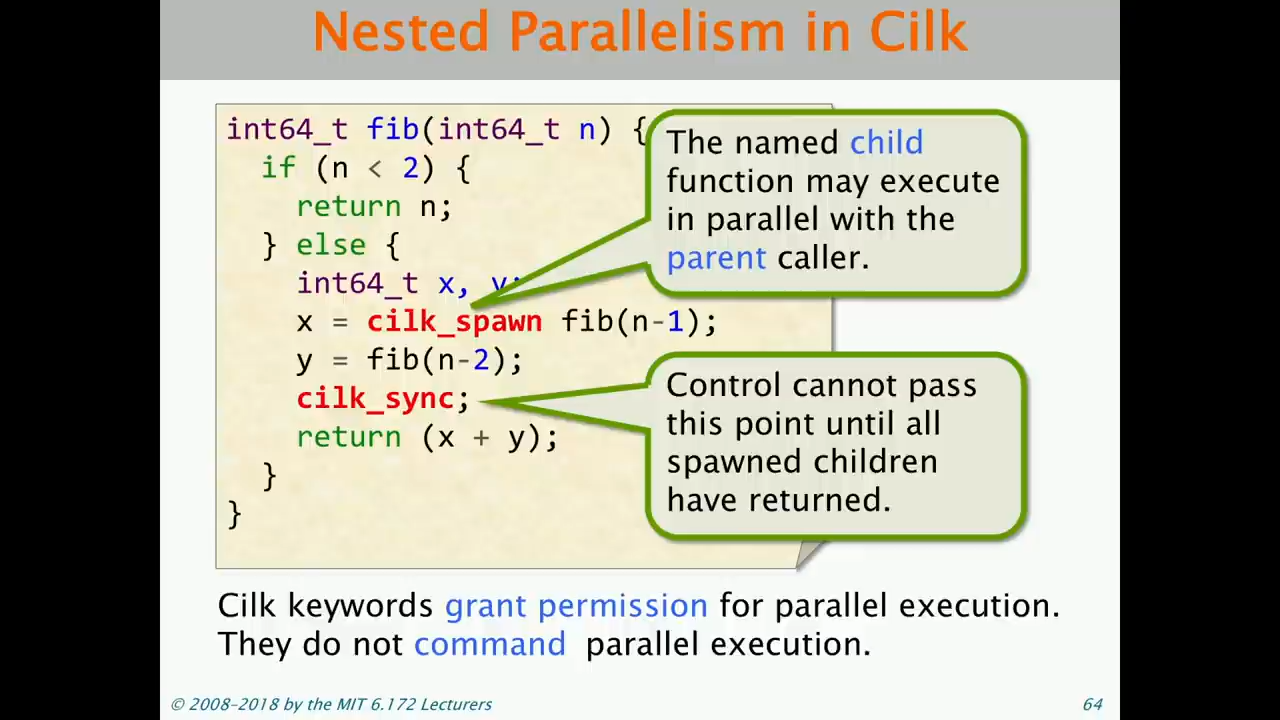 Nested Parallelism in Cilk
int64_t fib(int64_t n) {
if (n < 2) {
return n;
} else {
int64_t x, y;
x = cilk_spawn fib(n-1);
y = fib(n-2);
cilk_sync;
return (x + y);
}
}
The named child
function may execute
in parallel with the
parent caller.
Control cannot pass
this point until all
spawned children
have returned.
Cilk keywords grant permission for parallel execution.
They do not command parallel execution.
© 2008-2018 by the MIT 6.172 Lecturers
64